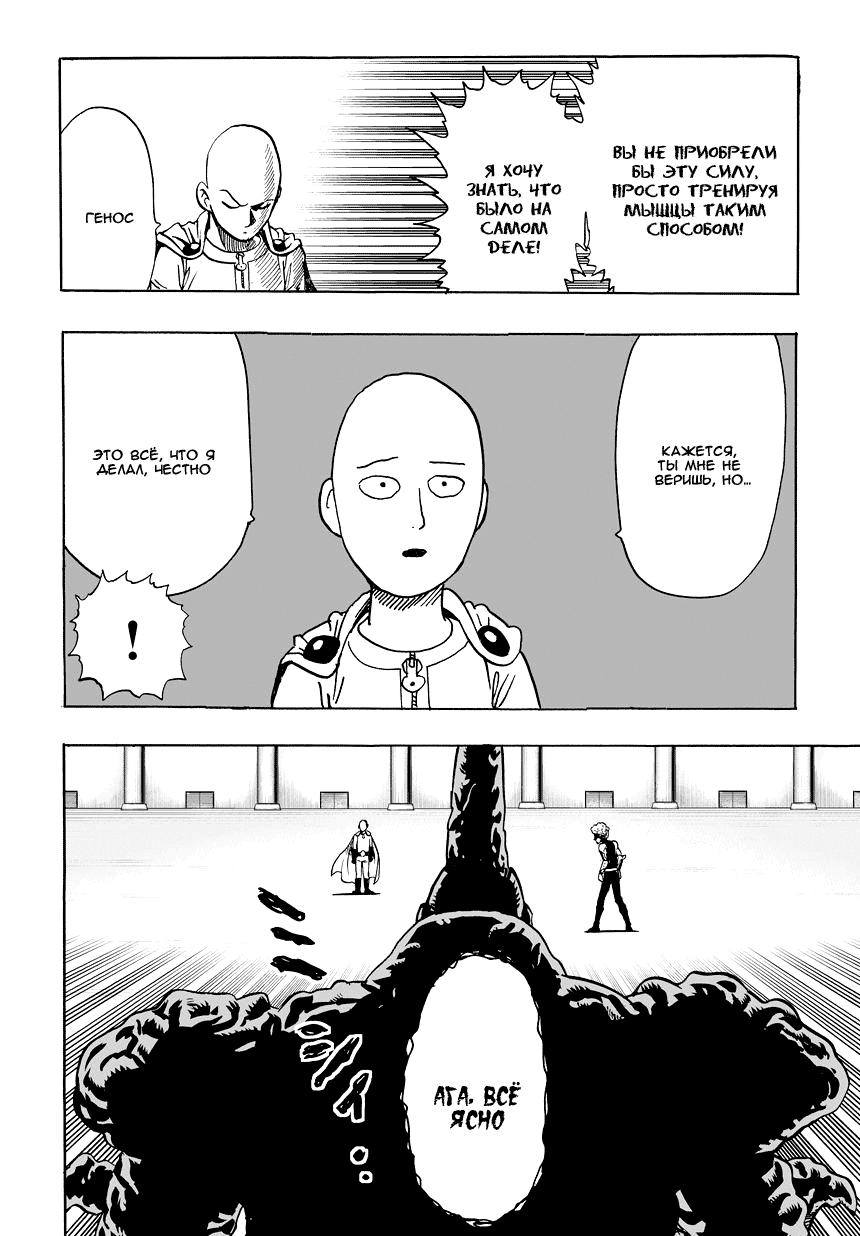 ВЫ НЕ ПРИОБРЕЛИ
БЫ ЭТУ СИЛУ,
ПРОСТО ТРЕНИРУЯ
МЫШЦЫ ТАКИМ
СПОСОБОМ!
Я ХОЧУ
ЗНАТЬ, ЧТО
БЫЛО НА
САМОМ
ДЕЛЕ!
ГЕНОС
КАЖЕТСЯ,
ТЫ МНЕ НЕ
ВЕРИШЬ, НО...
ЭТО ВСЁ, ЧТО Я
ДЕЛАЛ, ЧЕСТНО
!
АГА, ВСЁ
ЯСНО